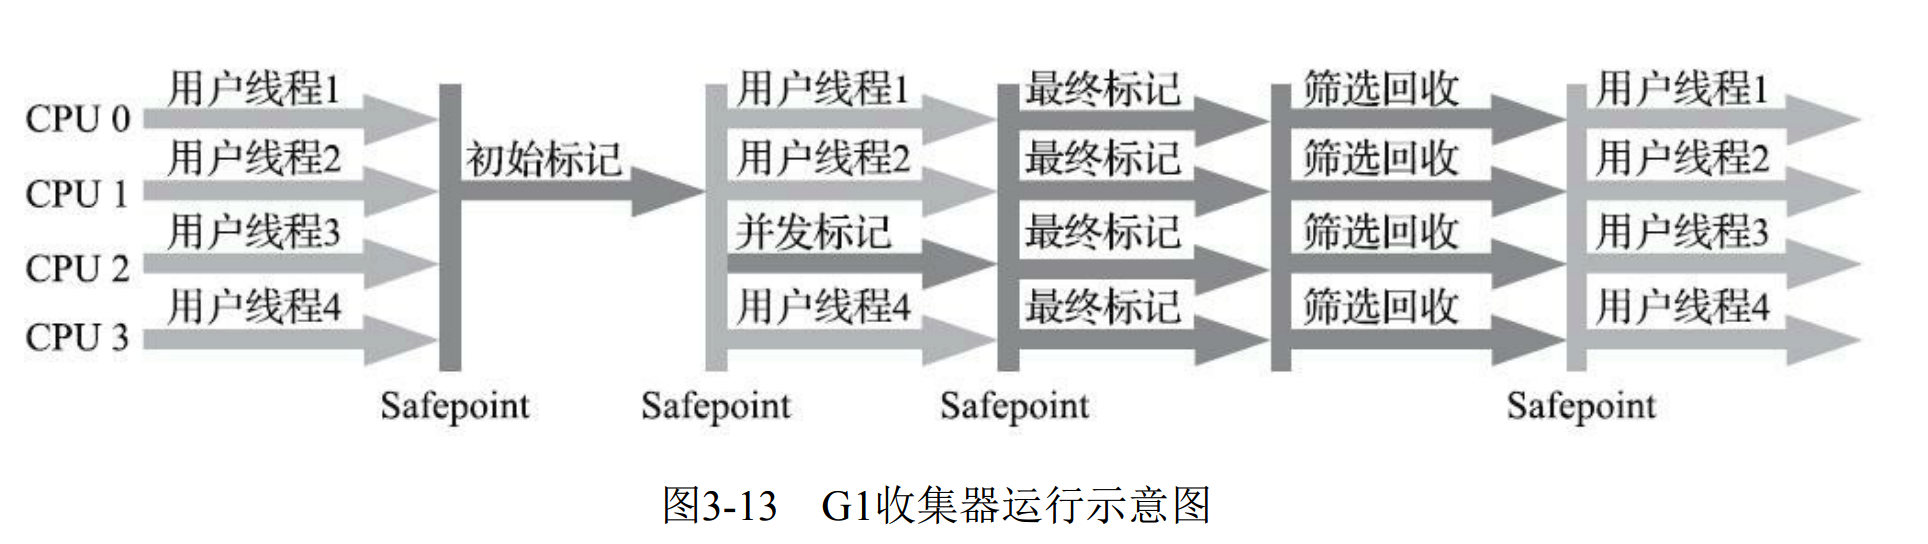 用户线程1 用户线程1 最终标记 筛选回收 用户线程1
CPU 0
用户线程2 初始标记 用户线程2 最终标记 筛选回收 用户线程2
CPU 1
用户线程3 并发标记 最终标记 筛选回收 用户线程3
CPU 2
用户线程4 用户线程4 最终标记 筛选回收 用户线程4
CPU 3
Safepoint Safepoint Safepoint Safepoint
图3-13 G1收集器运行示意图